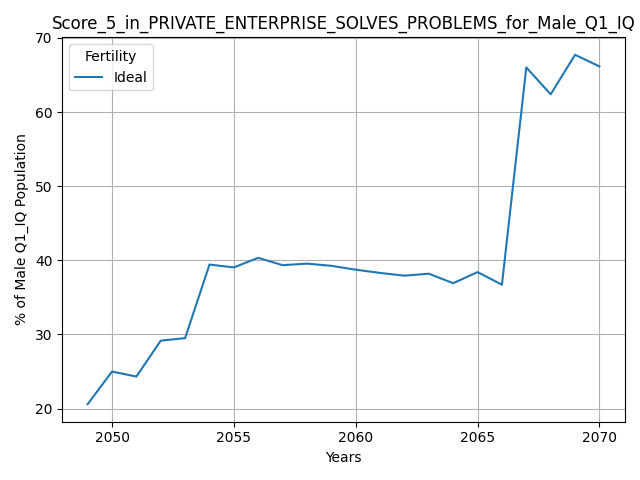 Score_5_in_PRIVATE_ENTERPRISE_SOLVES_PROBLEMS_for_Male_Q1_IQ
Fertility
Ideal
% of Male Q1_IQ Population
70
60
50
40
30
20
2050 2055 2060 2065 2070
Years